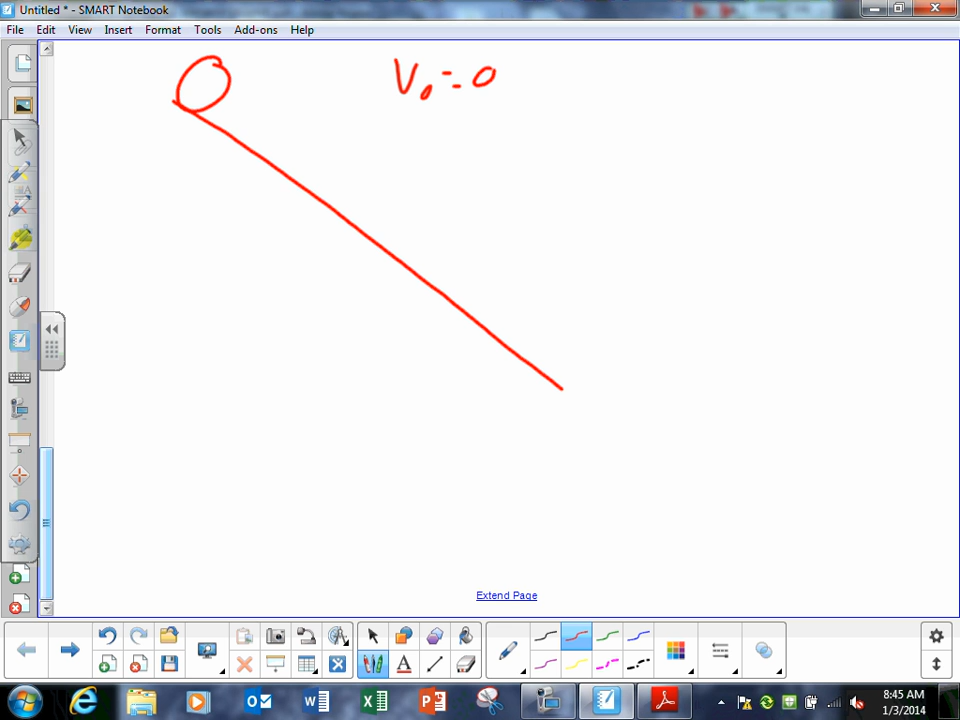 Untitled * - SMART Notebook
File Edit View Insert Format Tools Add-ons Help
V₀ = 0
Extend Page
8:45 AM
1/3/2014